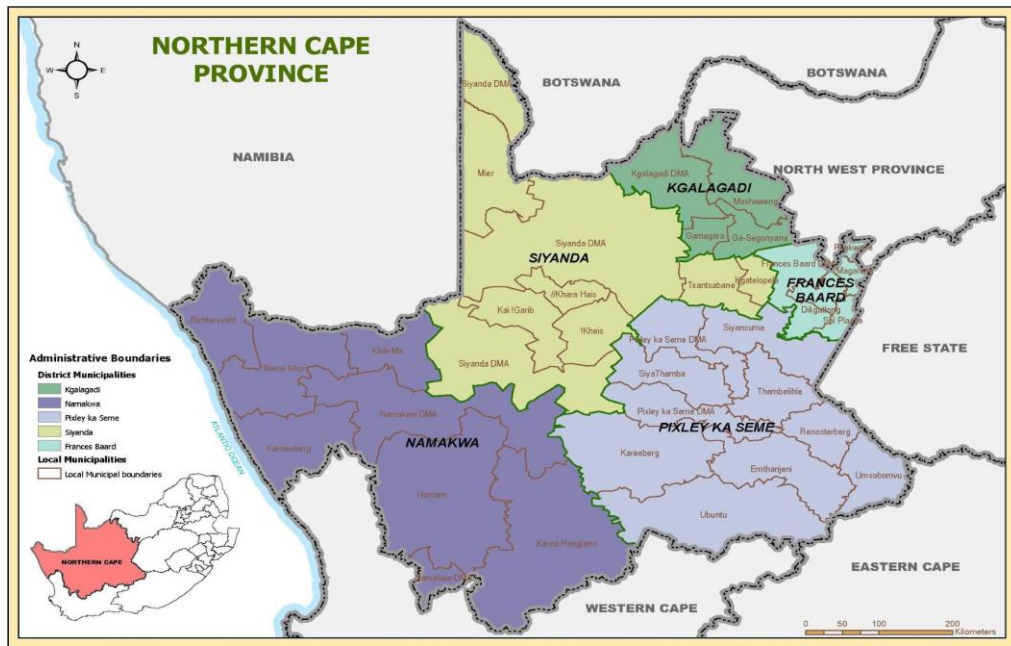 NORTHERN CAPE
PROVINCE
N
W
E
S
BOTSWANA
BOTSWANA
NAMIBIA
NORTH WEST PROVINCE
FREE STATE
EASTERN CAPE
WESTERN CAPE
ATLANTIC OCEAN
Siyanda DMA
Mier
Kgalagadi DMA
KGALAGADI
Moshaweng
Gamagara
Ga-Segonyana
Siyanda DMA
SIYANDA
Tsantsabane
Kgatelopele
Frances Baard DMA
Magareng
FRANCES
BAARD
Dikgatlong
Sol Plaatje
//Khara Hais
Kai !Garib
!Kheis
Siyanda DMA
Richtersveld
Khâi-Ma
Nama Khoi
Namakwa DMA
Kamiesberg
NAMAKWA
Hantam
Karoo Hoogland
Namakwa DMA
Siyancuma
Pixley ka Seme DMA
SiyaThemba
Thembelihle
Pixley ka Seme DMA
PIXLEY KA SEME
Renosterberg
Kareeberg
Emthanjeni
Umsobomvu
Ubuntu
Administrative Boundaries
District Municipalities
Kgalagadi
Namakwa
Pixley ka Seme
Siyanda
Frances Baard
Local Municipalities
Local Municipal boundaries
NORTHERN CAPE
0 50 100 200
Kilometers